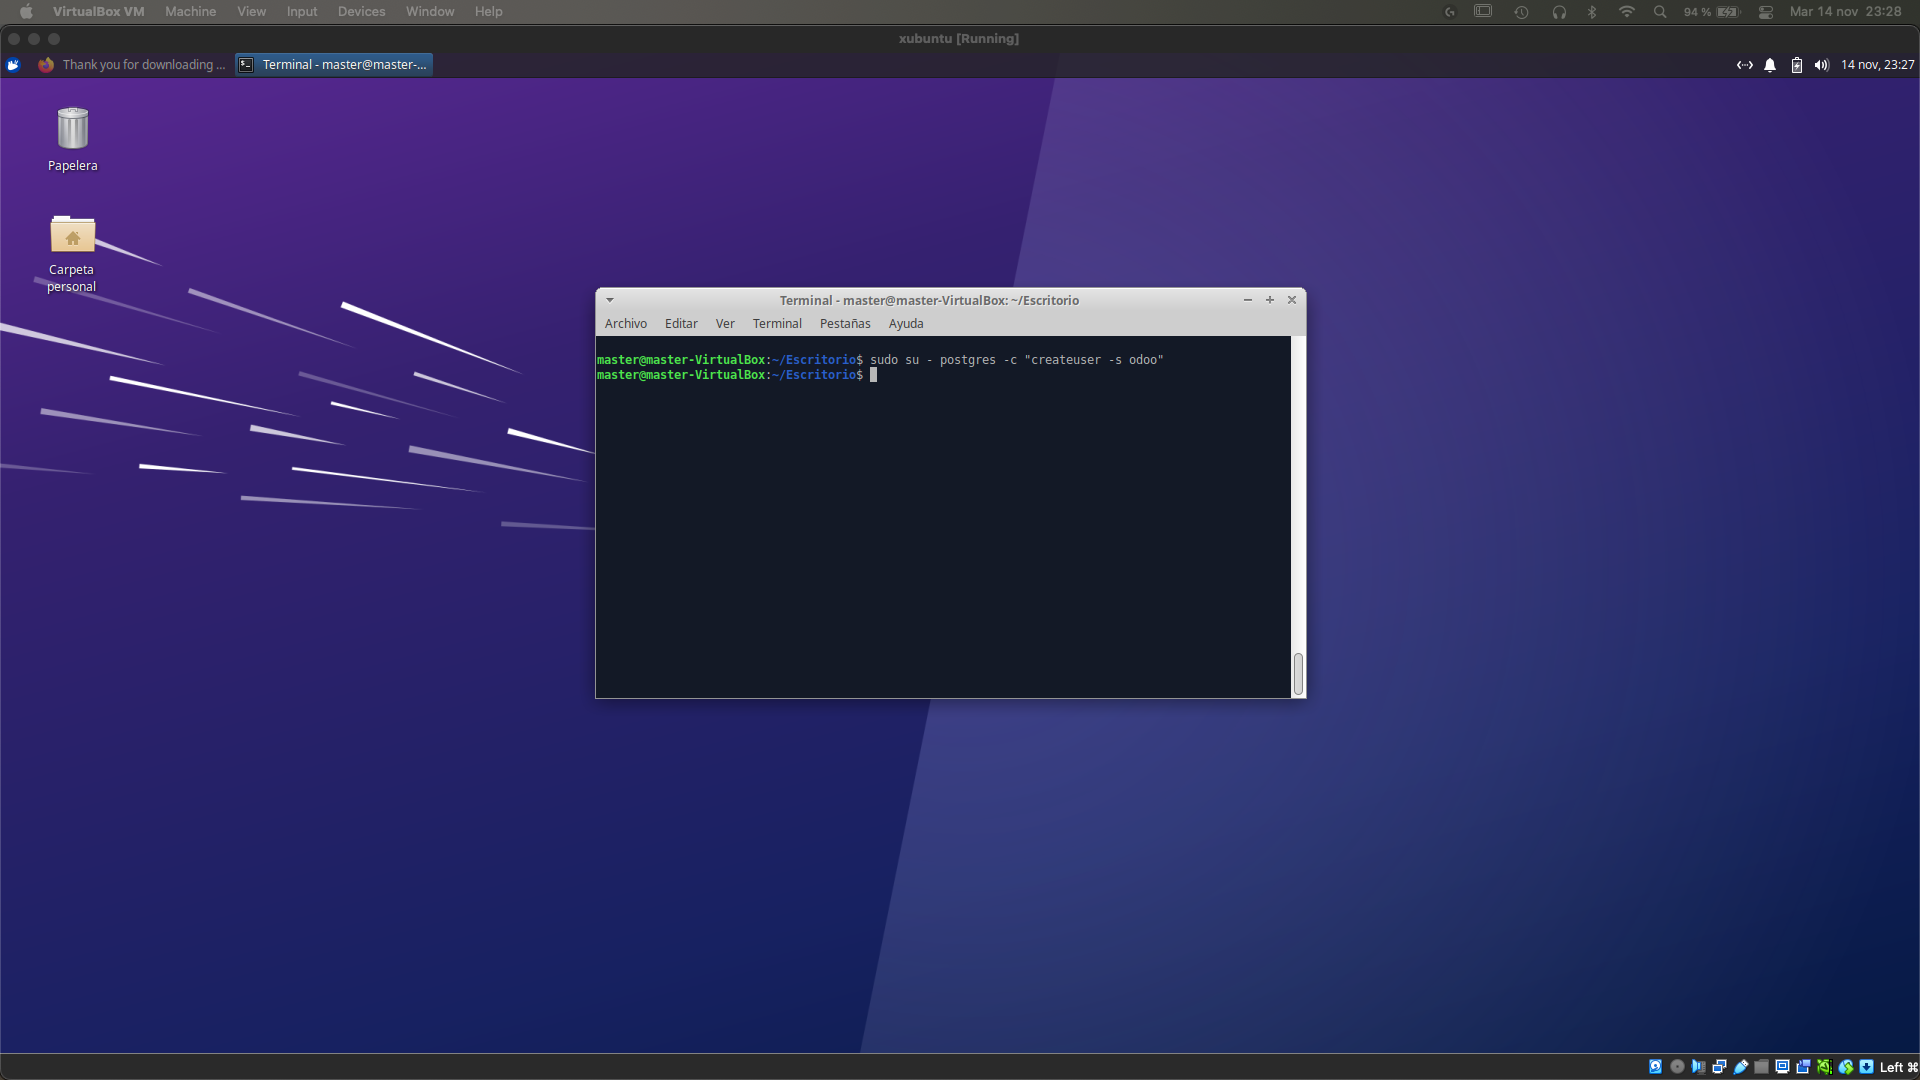 VirtualBox VM Machine View Input Devices Window Help 94 % Mar 14 nov 23:28
xubuntu [Running]
Thank you for downloading ... Terminal - master@master-... 14 nov, 23:27
Papelera
Carpeta
personal
Terminal - master@master-VirtualBox: ~/Escritorio
Archivo Editar Ver Terminal Pestañas Ayuda
master@master-VirtualBox:~/Escritorio$ sudo su - postgres -c "createuser -s odoo"
master@master-VirtualBox:~/Escritorio$
Left ⌘